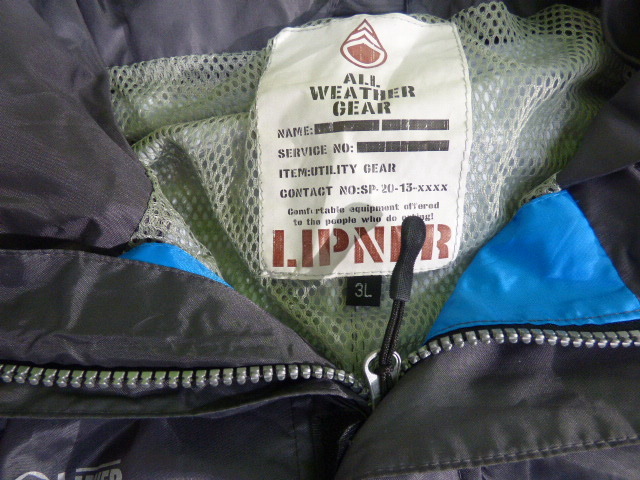 ALL
WEATHER
GEAR
NAME:
SERVICE NO:
ITEM:UTILITY GEAR
CONTACT NO:SP-20-13-xxxx
Comfortable equipment offered
to the people who do
LIPNER
3L